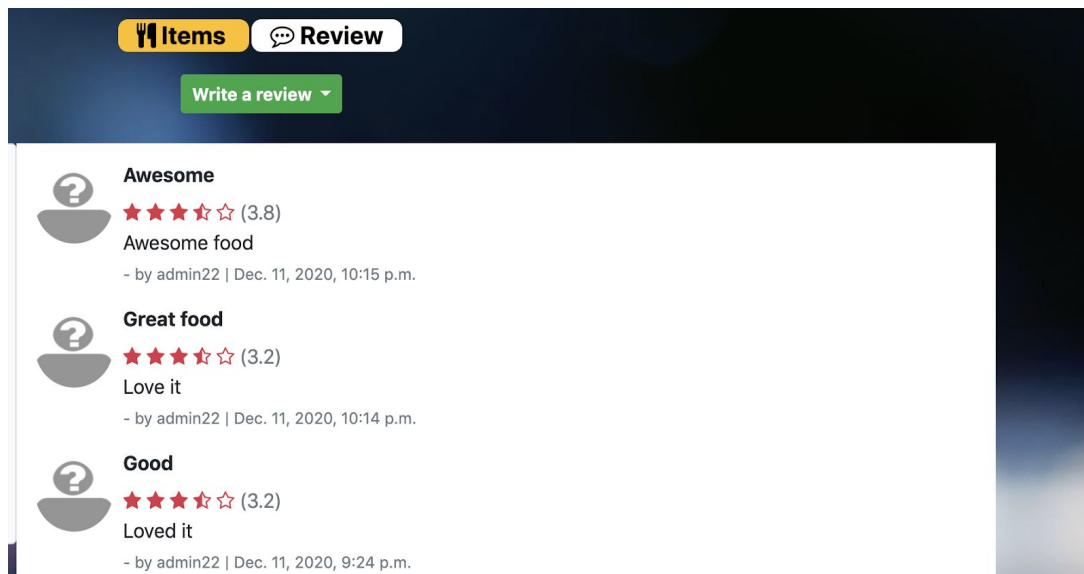 Items Review
Write a review
Awesome
(3.8)
Awesome food
- by admin22 | Dec. 11, 2020, 10:15 p.m.
Great food
(3.2)
Love it
- by admin22 | Dec. 11, 2020, 10:14 p.m.
Good
(3.2)
Loved it
- by admin22 | Dec. 11, 2020, 9:24 p.m.